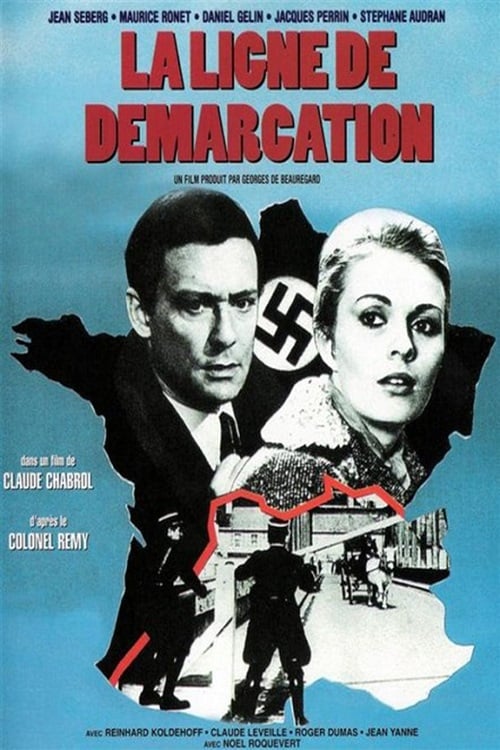 JEAN SEBERG • MAURICE RONET • DANIEL GELIN • JACQUES PERRIN • STEPHANE AUDRAN
LA LIGNE DE
DEMARCATION
UN FILM PRODUIT PAR GEORGES DE BEAUREGARD
dans un film de
CLAUDE CHABROL
d'après le
COLONEL REMY
AVEC REINHARD KOLDEHOFF • CLAUDE LEVEILLE • ROGER DUMAS • JEAN YANNE
AVEC NOEL ROQUEVERT